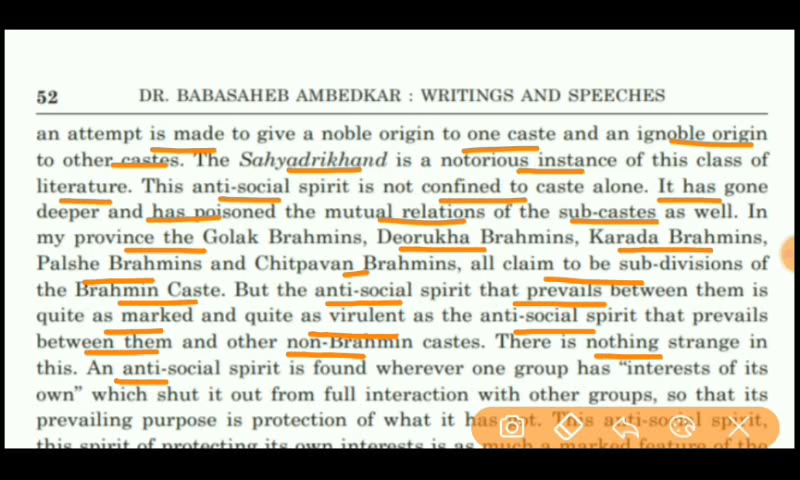 52 DR. BABASAHEB AMBEDKAR : WRITINGS AND SPEECHES
an attempt is made to give a noble origin to one caste and an ignoble origin
to other castes. The Sahyadrikhand is a notorious instance of this class of
literature. This anti-social spirit is not confined to caste alone. It has gone
deeper and has poisoned the mutual relations of the sub-castes as well. In
my province the Golak Brahmins, Deorukha Brahmins, Karada Brahmins,
Palshe Brahmins and Chitpavan Brahmins, all claim to be sub-divisions of
the Brahmin Caste. But the anti-social spirit that prevails between them is
quite as marked and quite as virulent as the anti-social spirit that prevails
between them and other non-Brahmin castes. There is nothing strange in
this. An anti-social spirit is found wherever one group has “interests of its
own” which shut it out from full interaction with other groups, so that its
prevailing purpose is protection of what it has got. This anti-social spirit,
this spirit of protecting its own interests is as much a marked feature of the